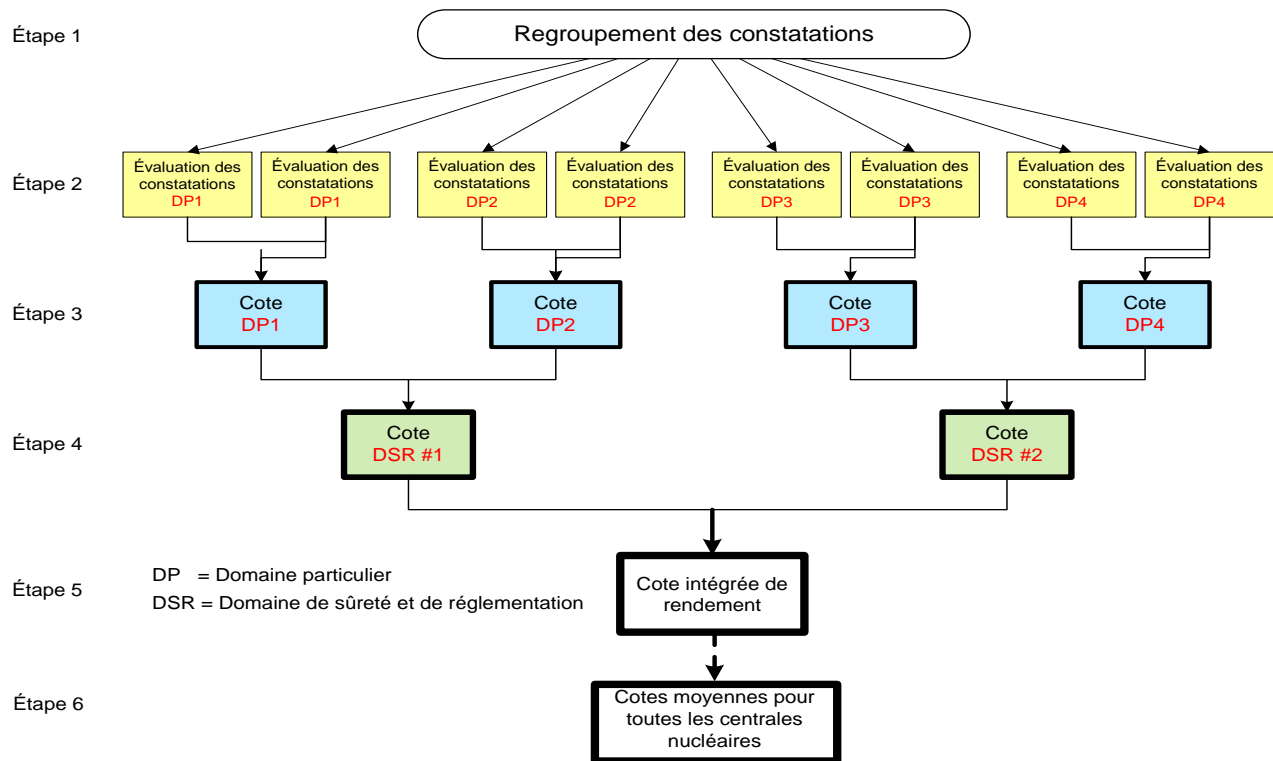 Étape 1
Regroupement des constatations
Étape 2
Évaluation des
constatations
DP1
Évaluation des
constatations
DP1
Évaluation des
constatations
DP2
Évaluation des
constatations
DP2
Évaluation des
constatations
DP3
Évaluation des
constatations
DP3
Évaluation des
constatations
DP4
Évaluation des
constatations
DP4
Étape 3
Cote
DP1
Cote
DP2
Cote
DP3
Cote
DP4
Étape 4
Cote
DSR #1
Cote
DSR #2
Étape 5
DP = Domaine particulier
DSR = Domaine de sûreté et de réglementation
Cote intégrée de
rendement
Étape 6
Cotes moyennes pour
toutes les centrales
nucléaires